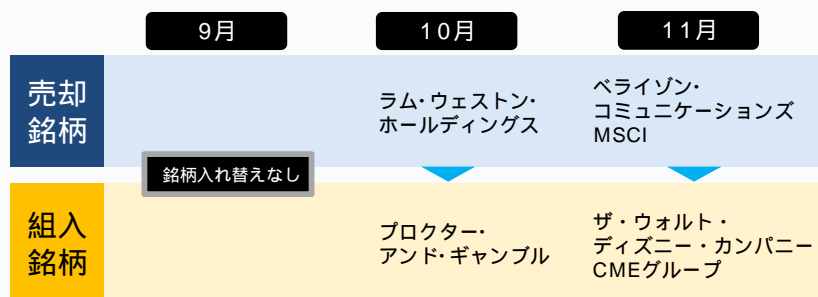 9月
10月
11月
売却
銘柄
ラム・ウェストン・
ホールディングス
ベライゾン・
コミュニケーションズ
MSCI
銘柄入れ替えなし
組入
銘柄
プロクター・
アンド・ギャンブル
ザ・ウォルト・
ディズニー・カンパニー
CMEグループ